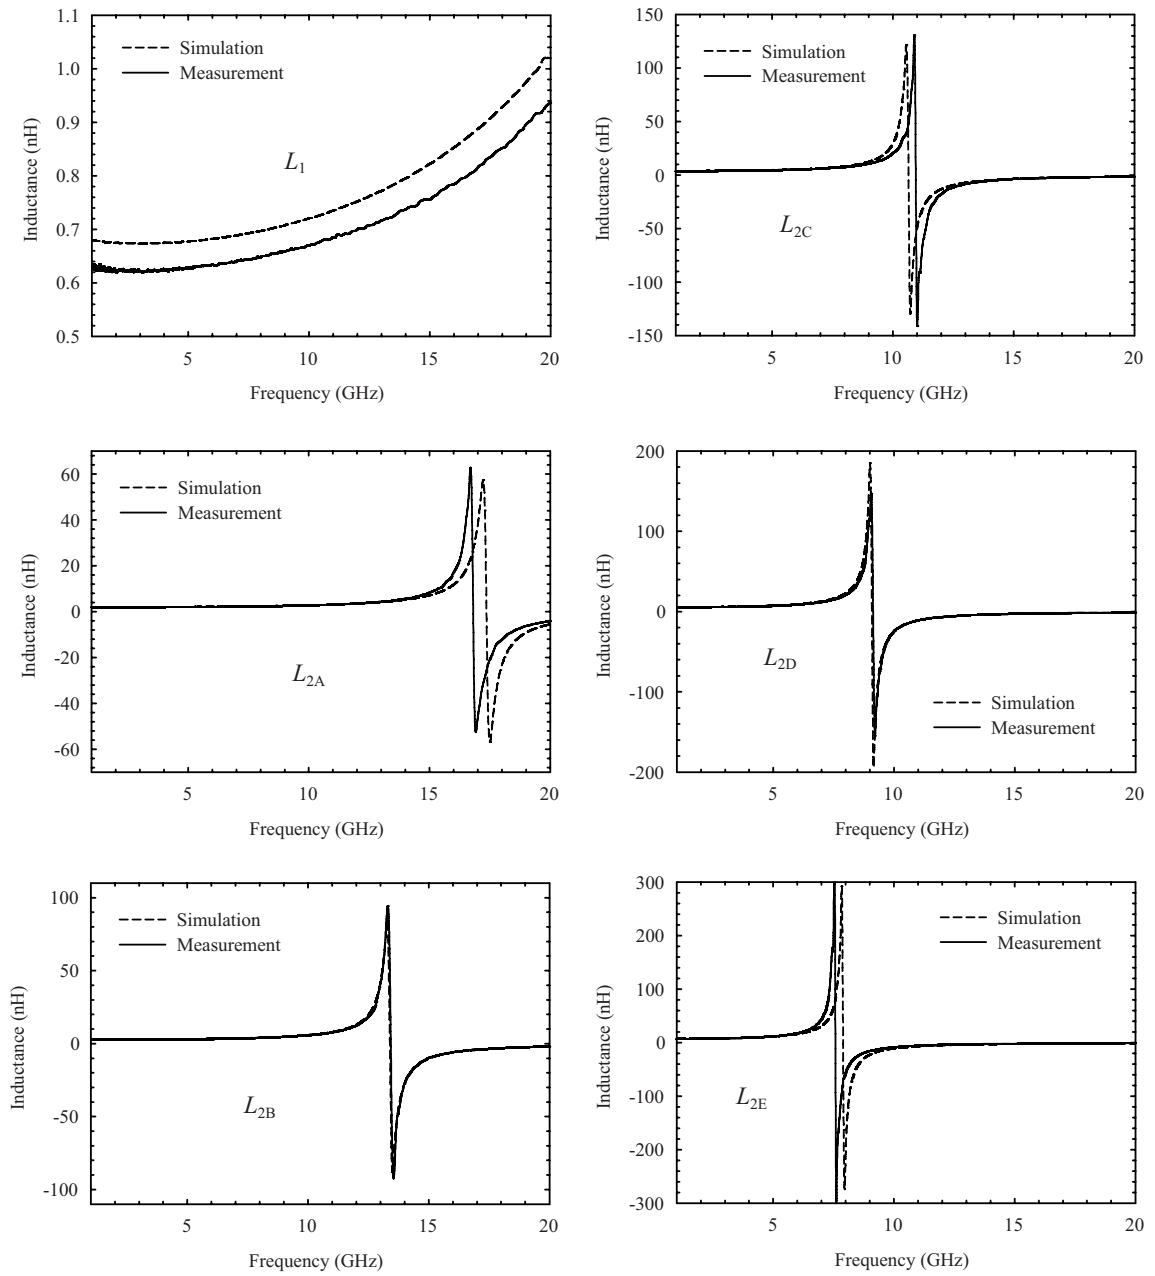 1.1
1.0
0.9
0.8
0.7
0.6
0.5
Simulation
Measurement
L1
Inductance (nH)
5 10 15 20
Frequency (GHz)
150
100
50
0
-50
-100
-150
Simulation
Measurement
L2C
Inductance (nH)
5 10 15 20
Frequency (GHz)
60
40
20
0
-20
-40
-60
Simulation
Measurement
L2A
Inductance (nH)
5 10 15 20
Frequency (GHz)
200
100
0
-100
-200
L2D
Simulation
Measurement
Inductance (nH)
5 10 15 20
Frequency (GHz)
100
50
0
-50
-100
Simulation
Measurement
L2B
Inductance (nH)
5 10 15 20
Frequency (GHz)
300
200
100
0
-100
-200
-300
Simulation
Measurement
L2E
Inductance (nH)
5 10 15 20
Frequency (GHz)